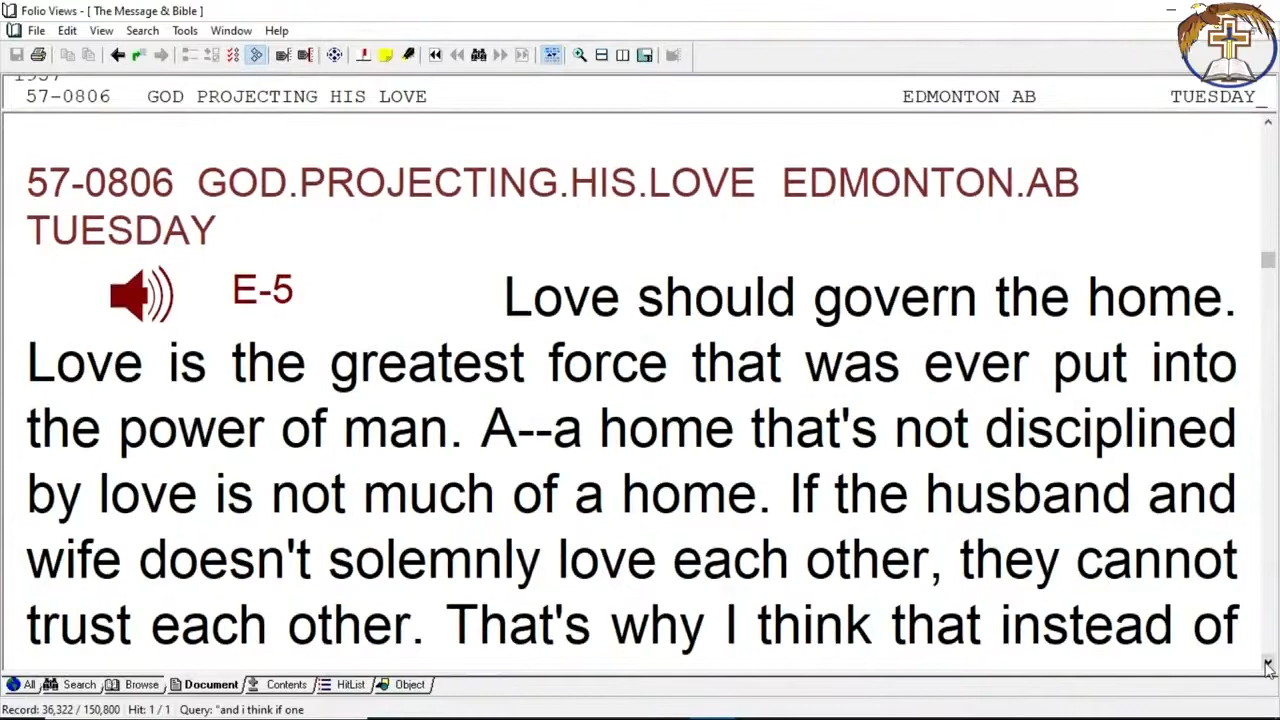 Folio Views - [ The Message & Bible ]
File Edit View Search Tools Window Help
1957
57-0806 GOD PROJECTING HIS LOVE EDMONTON AB TUESDAY_
57-0806 GOD.PROJECTING.HIS.LOVE EDMONTON.AB
TUESDAY
E-5 Love should govern the home.
Love is the greatest force that was ever put into
the power of man. A--a home that's not disciplined
by love is not much of a home. If the husband and
wife doesn't solemnly love each other, they cannot
trust each other. That's why I think that instead of
All Search Browse Document Contents HitList Object
Record: 36,322 / 150,800 Hit: 1 / 1 Query: "and i think if one